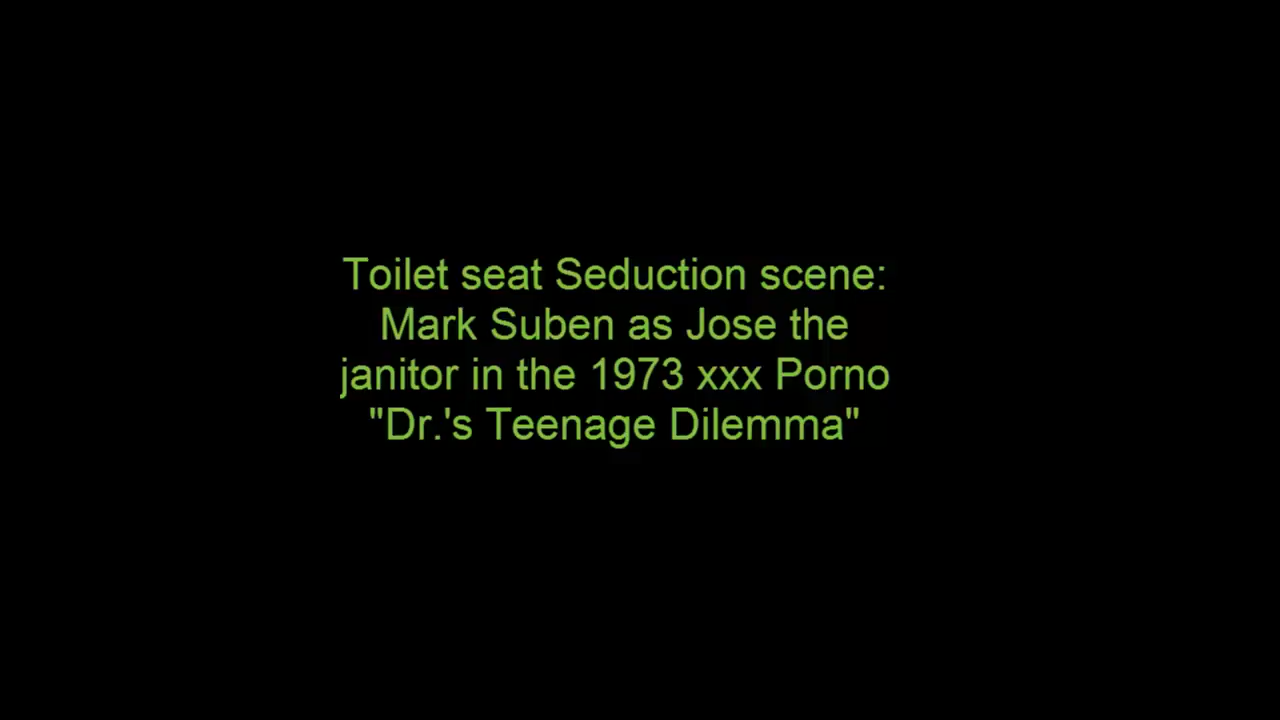 Toilet seat Seduction scene:
Mark Suben as Jose the
janitor in the 1973 xxx Porno
"Dr.'s Teenage Dilemma"